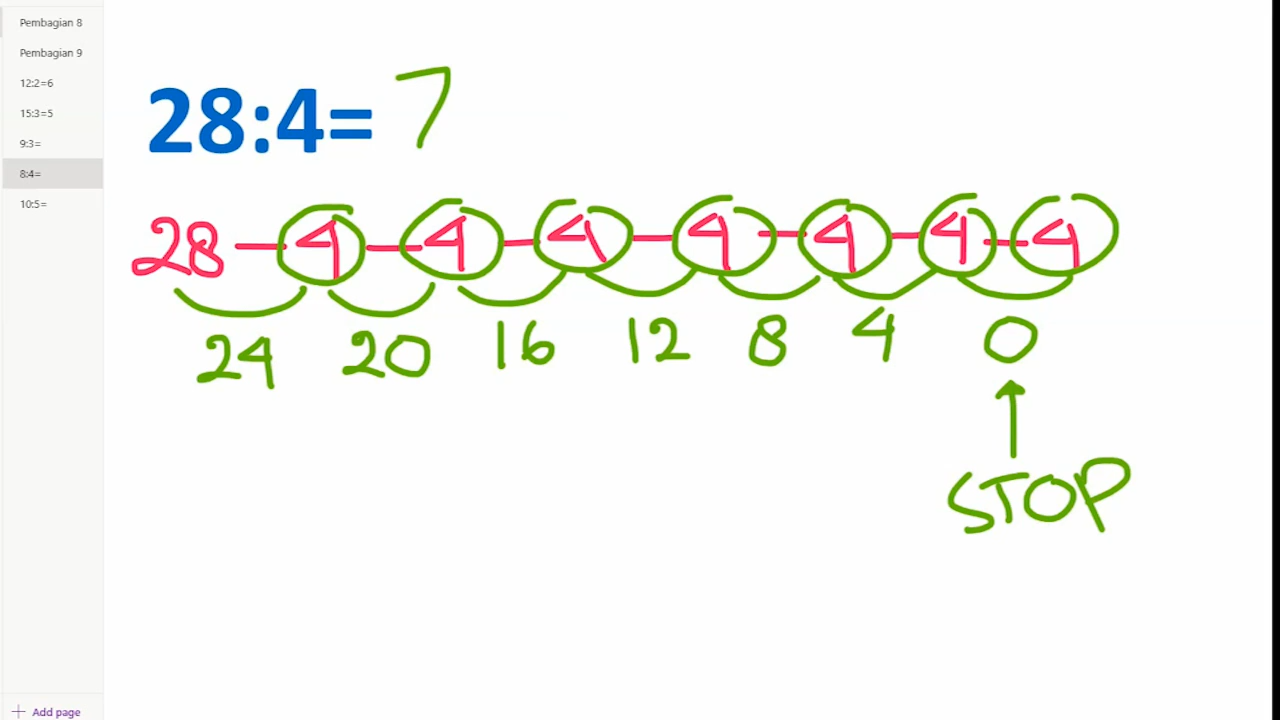 Pembagian 8
Pembagian 9
12:2=6
15:3=5
9:3=
8:4=
10:5=
Add page
28:4= 7
28 - 4 - 4 - 4 - 4 - 4 - 4 - 4
24 20 16 12 8 4 0
STOP